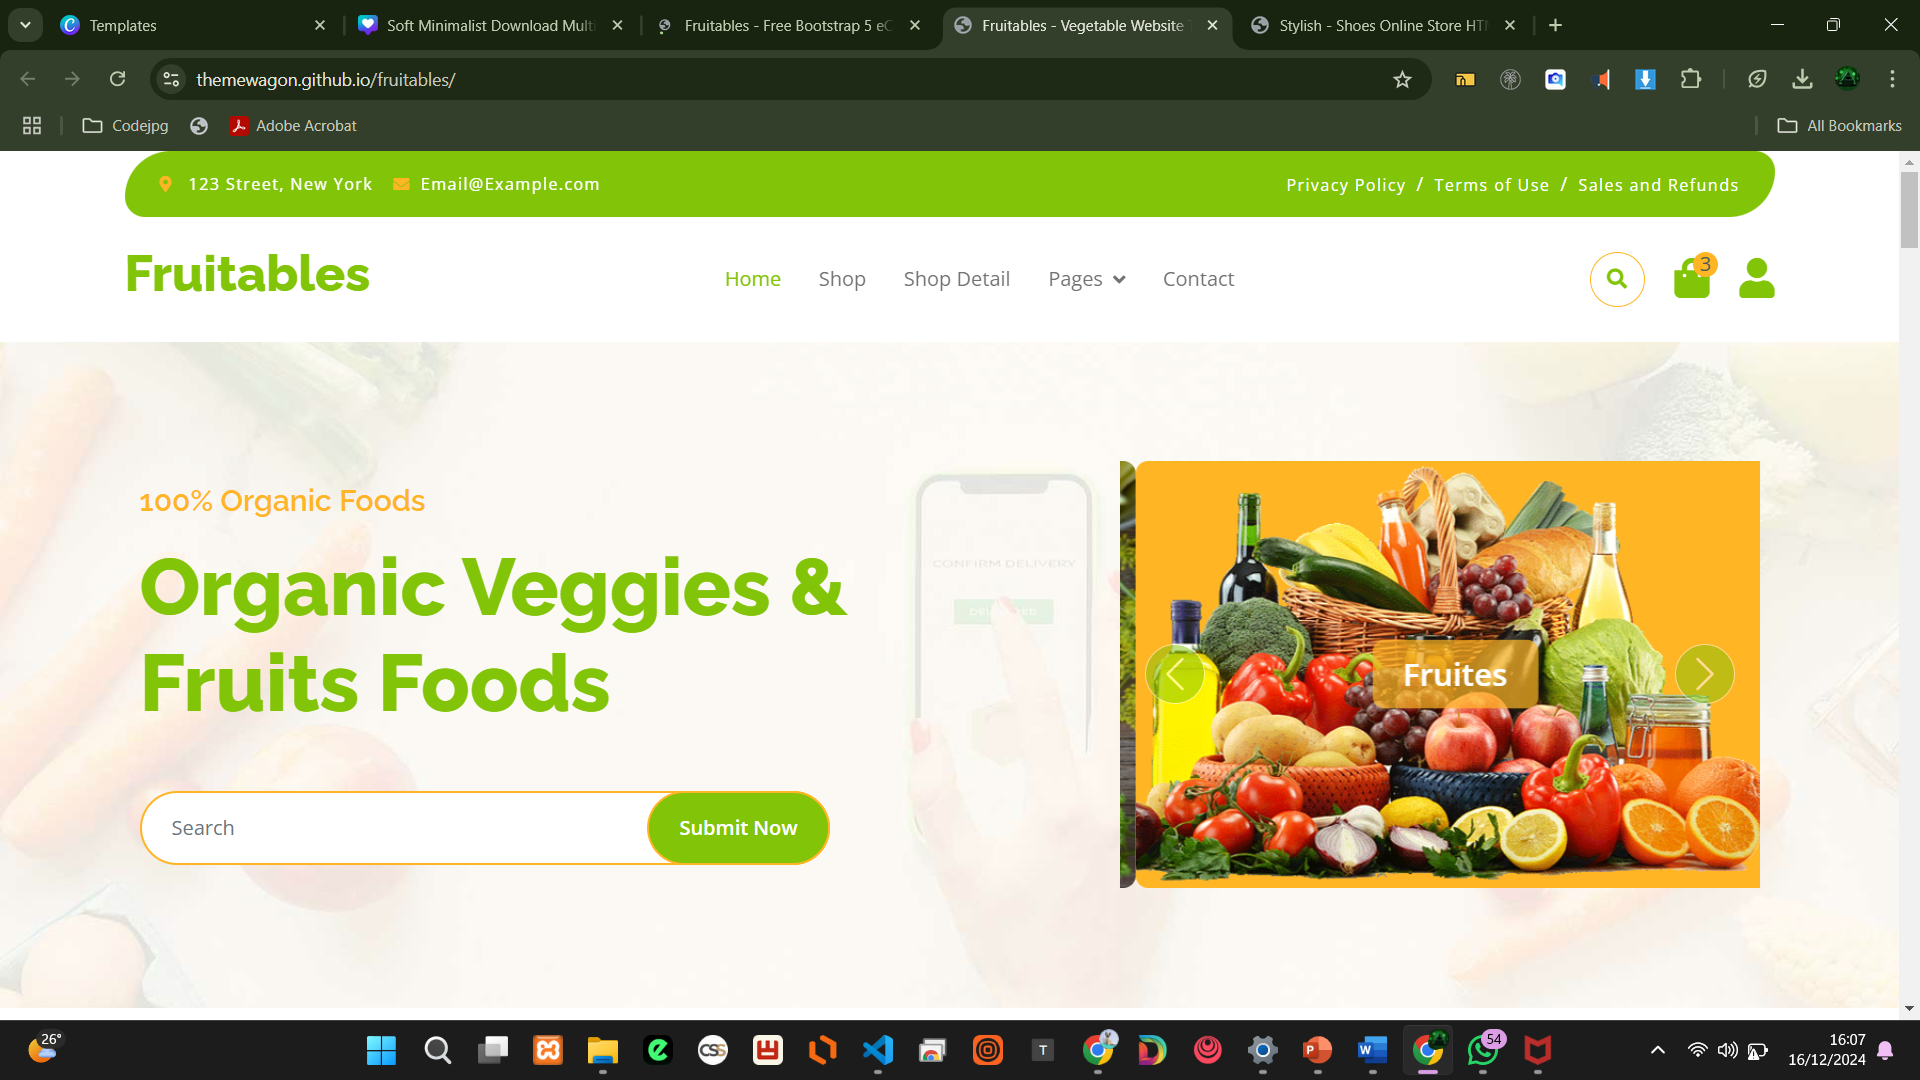 Templates
Soft Minimalist Download Multi
Fruitables - Free Bootstrap 5 eC
Fruitables - Vegetable Website
Stylish - Shoes Online Store HT
themewagon.github.io/fruitables/
Codejpg
Adobe Acrobat
All Bookmarks
123 Street, New York
Email@Example.com
Privacy Policy / Terms of Use / Sales and Refunds
Fruitables
Home
Shop
Shop Detail
Pages
Contact
3
100% Organic Foods
Organic Veggies &
Fruits Foods
Search
Submit Now
CONFIRM DELIVERY
Fruites
26°
CSS
T
P
W
54
16:07
16/12/2024